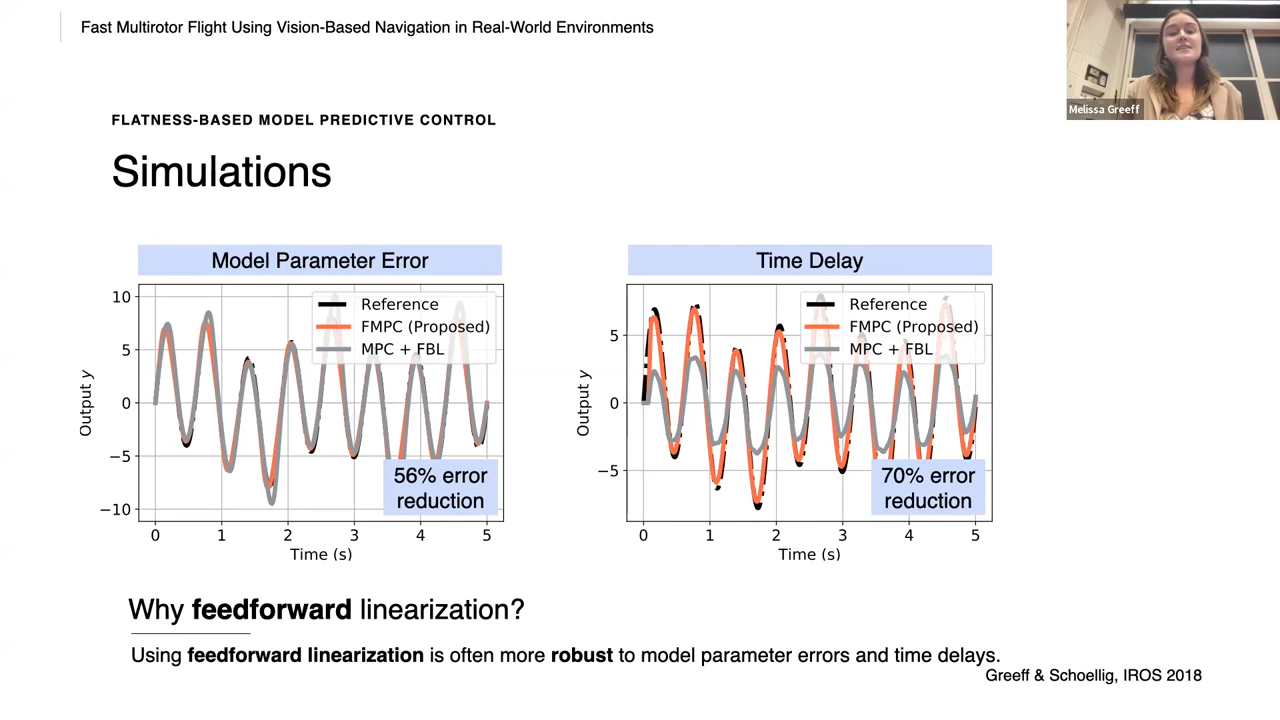 Fast Multirotor Flight Using Vision-Based Navigation in Real-World Environments
Melissa Greeff
FLATNESS-BASED MODEL PREDICTIVE CONTROL
Simulations
Model Parameter Error
Reference
FMPC (Proposed)
MPC + FBL
10
5
0
−5
−10
Output y
56% error
reduction
0 1 2 3 4 5
Time (s)
Time Delay
Reference
FMPC (Proposed)
MPC + FBL
5
0
−5
Output y
70% error
reduction
0 1 2 3 4 5
Time (s)
Why feedforward linearization?
Using feedforward linearization is often more robust to model parameter errors and time delays.
Greeff & Schoellig, IROS 2018